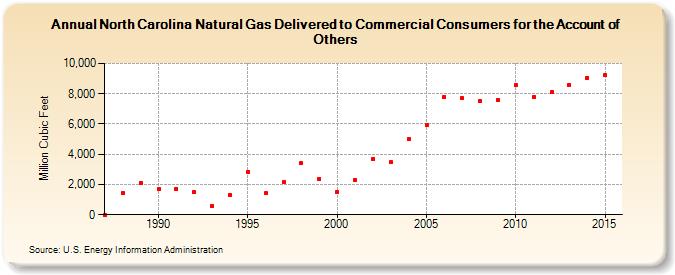 Annual North Carolina Natural Gas Delivered to Commercial Consumers for the Account of
Others
Million Cubic Feet
10,000
8,000
6,000
4,000
2,000
0
1990 1995 2000 2005 2010 2015
Source: U.S. Energy Information Administration